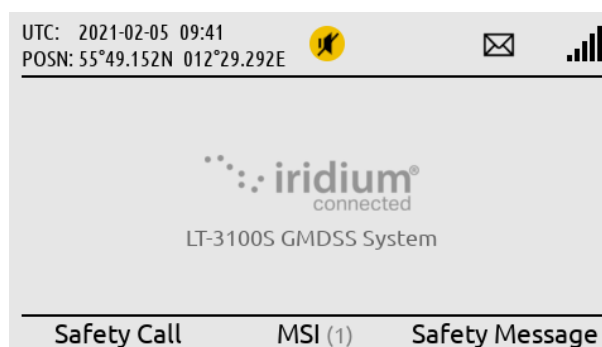 UTC: 2021-02-05 09:41
POSN: 55°49.152N 012°29.292E
iridium®
connected
LT-3100S GMDSS System
Safety Call MSI (1) Safety Message